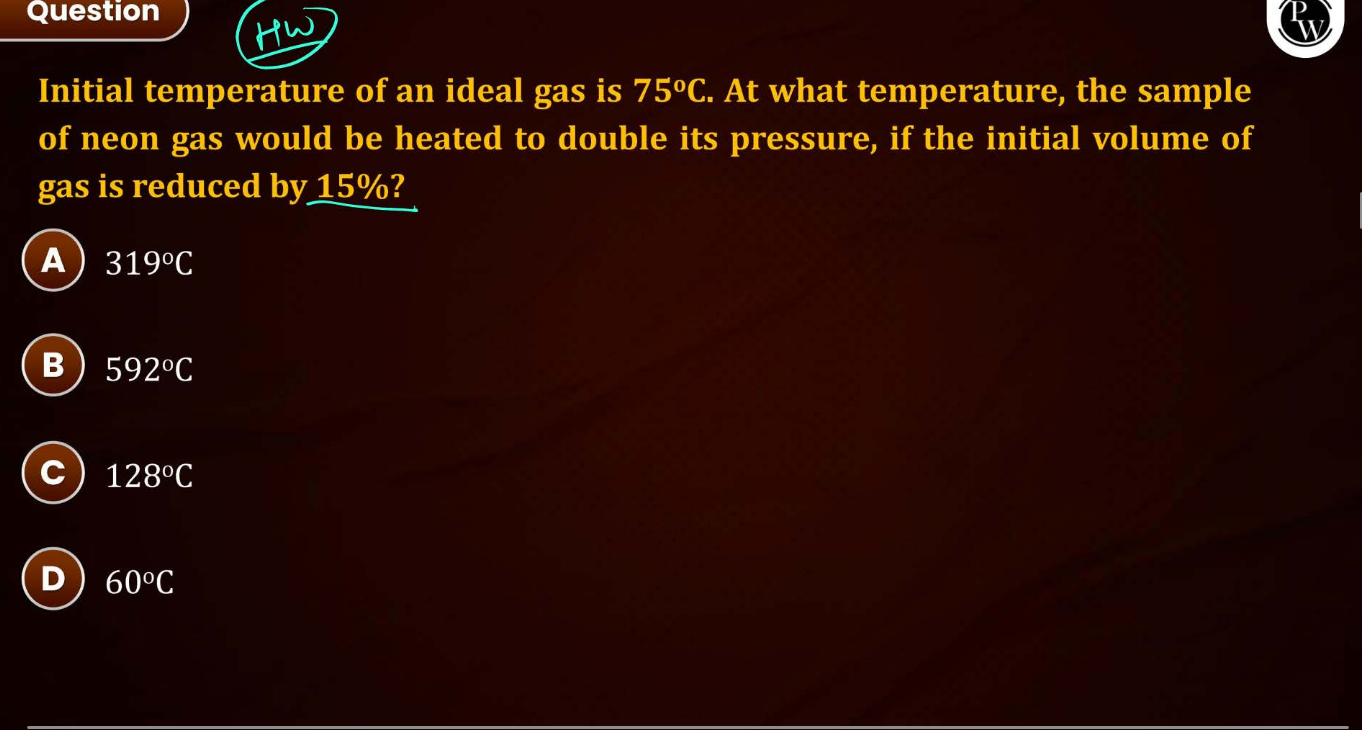 Question
HW
PW
Initial temperature of an ideal gas is 75°C. At what temperature, the sample
of neon gas would be heated to double its pressure, if the initial volume of
gas is reduced by 15%?
A 319°C
B 592°C
C 128°C
D 60°C